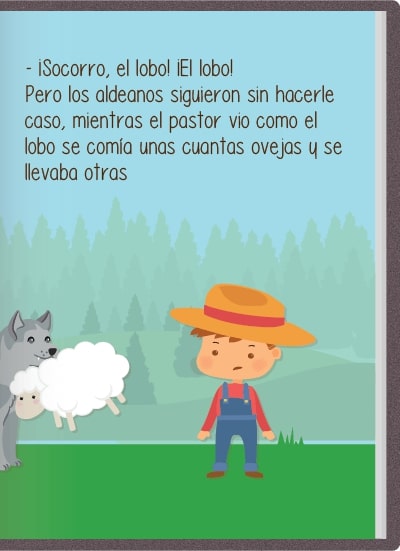 - ¡Socorro, el lobo! ¡El lobo!
Pero los aldeanos siguieron sin hacerle
caso, mientras el pastor vio como el
lobo se comía unas cuantas ovejas y se
llevaba otras